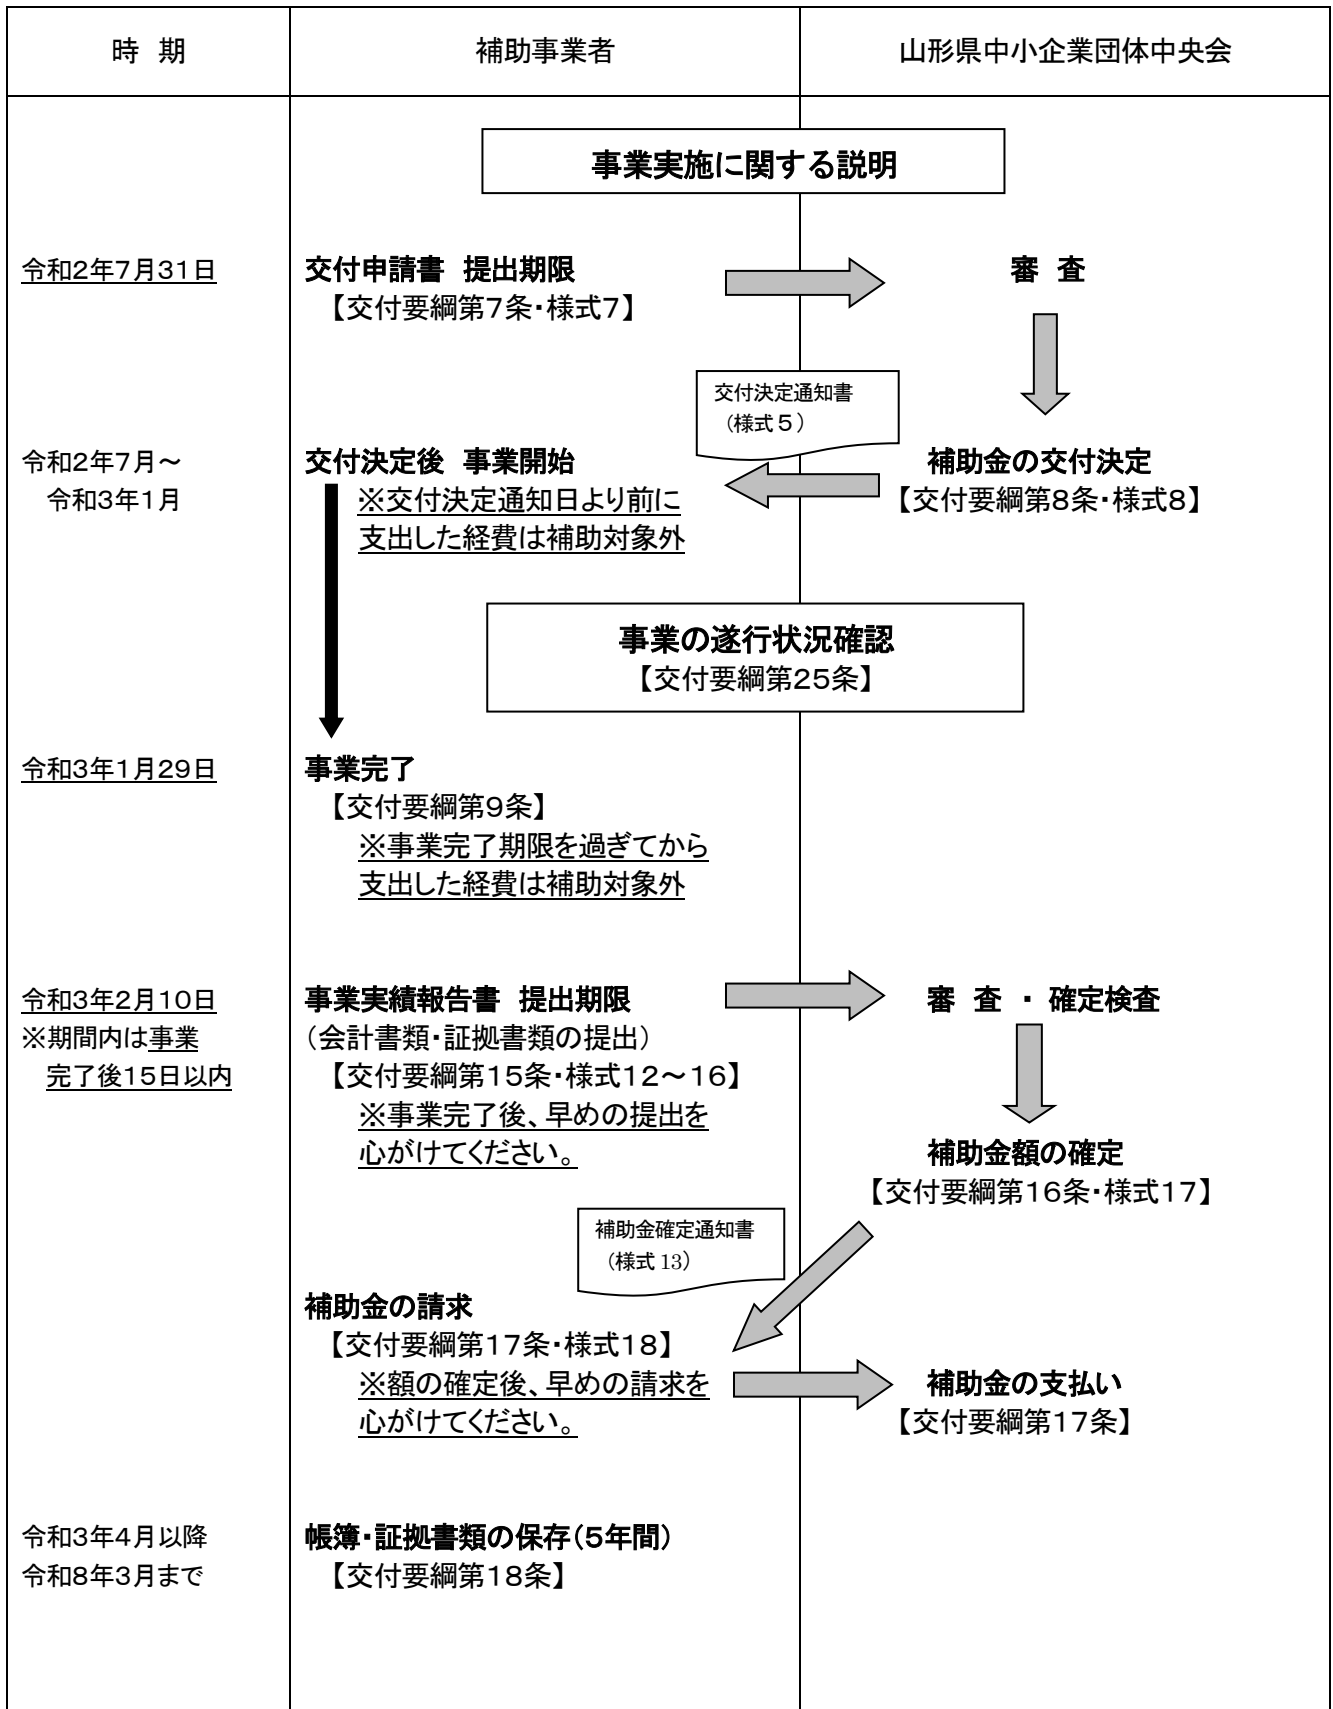 時 期
補助事業者
山形県中小企業団体中央会
事業実施に関する説明
令和2年7月31日
交付申請書 提出期限
審 査
【交付要綱第7条・様式7】
交付決定通知書
（様式５）
令和2年7月～
交付決定後 事業開始
補助金の交付決定
令和3年1月
※交付決定通知日より前に
【交付要綱第8条・様式8】
支出した経費は補助対象外
事業の遂行状況確認
【交付要綱第25条】
令和3年1月29日
事業完了
【交付要綱第9条】
※事業完了期限を過ぎてから
支出した経費は補助対象外
令和3年2月10日
事業実績報告書 提出期限
審 査 ・ 確定検査
※期間内は事業
（会計書類・証拠書類の提出）
完了後15日以内
【交付要綱第15条・様式12～16】
※事業完了後、早めの提出を
心がけてください。
補助金額の確定
【交付要綱第16条・様式17】
補助金確定通知書
（様式 13）
補助金の請求
【交付要綱第17条・様式18】
※額の確定後、早めの請求を
補助金の支払い
心がけてください。
【交付要綱第17条】
令和3年4月以降
帳簿・証拠書類の保存（5年間）
令和8年3月まで
【交付要綱第18条】